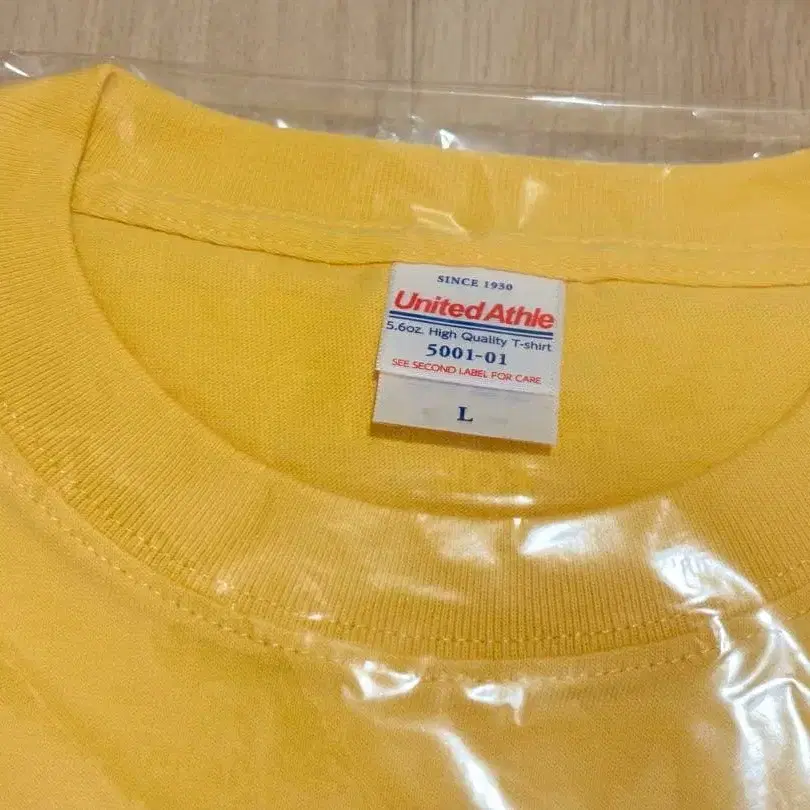 SINCE 1930
United Athle
5.6oz. High Quality T-shirt
5001-01
SEE SECOND LABEL FOR CARE
L